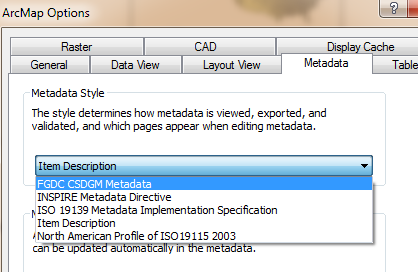 ArcMap Options
?
Raster
CAD
Display Cache
General
Data View
Layout View
Metadata
Table
Metadata Style
The style determines how metadata is viewed, exported, and
validated, and which pages appear when editing metadata.
Item Description
FGDC CSDGM Metadata
INSPIRE Metadata Directive
ISO 19139 Metadata Implementation Specification
Item Description
North American Profile of ISO19115 2003
can be updated automatically in the metadata.